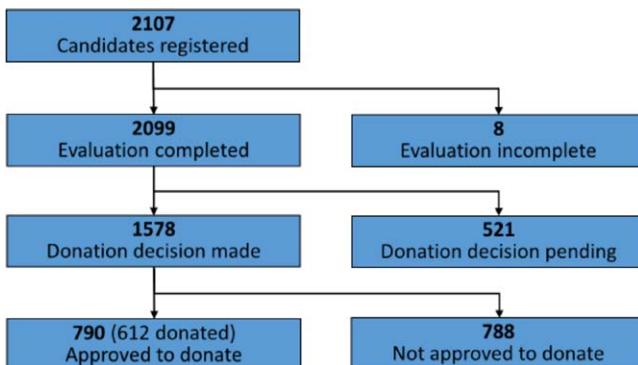 2107
Candidates registered
2099
Evaluation completed
8
Evaluation incomplete
1578
Donation decision made
521
Donation decision pending
790 (612 donated)
Approved to donate
788
Not approved to donate